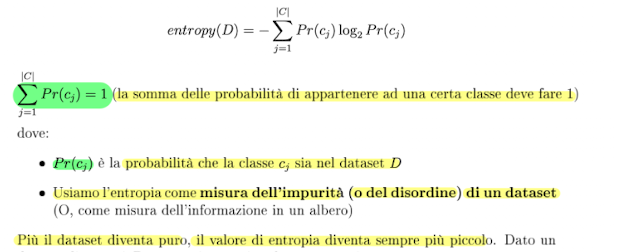 entropy(D) = − ∑_{j=1}^{|C|} Pr(c_j) log_2 Pr(c_j)
∑_{j=1}^{|C|} Pr(c_j) = 1 (la somma delle probabilità di appartenere ad una certa classe deve fare 1)
dove:
• Pr(c_j) è la probabilità che la classe c_j sia nel dataset D
• Usiamo l'entropia come misura dell'impurità (o del disordine) di un dataset
(O, come misura dell'informazione in un albero)
Più il dataset diventa puro, il valore di entropia diventa sempre più piccolo. Dato un